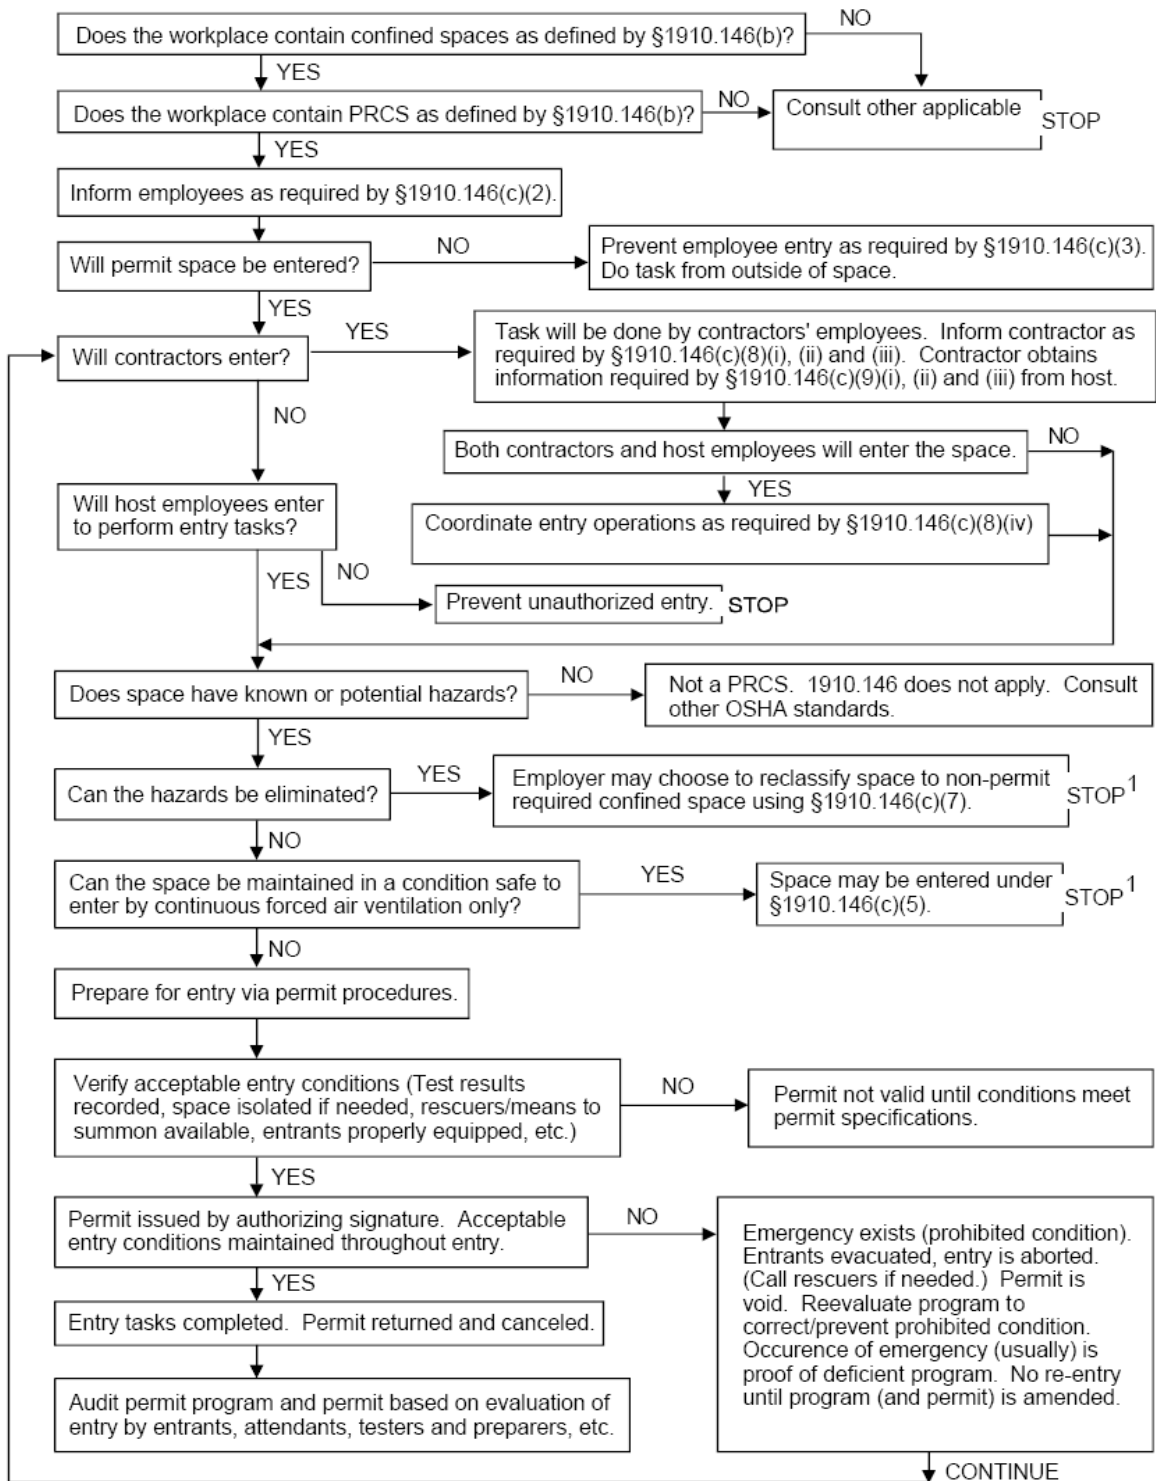 NO
Does the workplace contain confined spaces as defined by §1910.146(b)?
YES
Does the workplace contain PRCS as defined by §1910.146(b)?
NO
Consult other applicable
STOP
YES
Inform employees as required by §1910.146(c)(2).
Will permit space be entered?
NO
Prevent employee entry as required by §1910.146(c)(3).
Do task from outside of space.
YES
Will contractors enter?
YES
Task will be done by contractors' employees. Inform contractor as
required by §1910.146(c)(8)(i), (ii) and (iii). Contractor obtains
information required by §1910.146(c)(9)(i), (ii) and (iii) from host.
NO
Both contractors and host employees will enter the space.
NO
YES
Will host employees enter
to perform entry tasks?
Coordinate entry operations as required by §1910.146(c)(8)(iv)
YES
NO
Prevent unauthorized entry.
STOP
Does space have known or potential hazards?
NO
Not a PRCS. 1910.146 does not apply. Consult
other OSHA standards.
YES
Can the hazards be eliminated?
YES
Employer may choose to reclassify space to non-permit
required confined space using §1910.146(c)(7).
STOP1
NO
Can the space be maintained in a condition safe to
enter by continuous forced air ventilation only?
YES
Space may be entered under
§1910.146(c)(5).
STOP1
NO
Prepare for entry via permit procedures.
Verify acceptable entry conditions (Test results
recorded, space isolated if needed, rescuers/means to
summon available, entrants properly equipped, etc.)
NO
Permit not valid until conditions meet
permit specifications.
YES
Permit issued by authorizing signature. Acceptable
entry conditions maintained throughout entry.
NO
Emergency exists (prohibited condition).
Entrants evacuated, entry is aborted.
(Call rescuers if needed.) Permit is
void. Reevaluate program to
correct/prevent prohibited condition.
Occurence of emergency (usually) is
proof of deficient program. No re-entry
until program (and permit) is amended.
YES
Entry tasks completed. Permit returned and canceled.
Audit permit program and permit based on evaluation of
entry by entrants, attendants, testers and preparers, etc.
CONTINUE